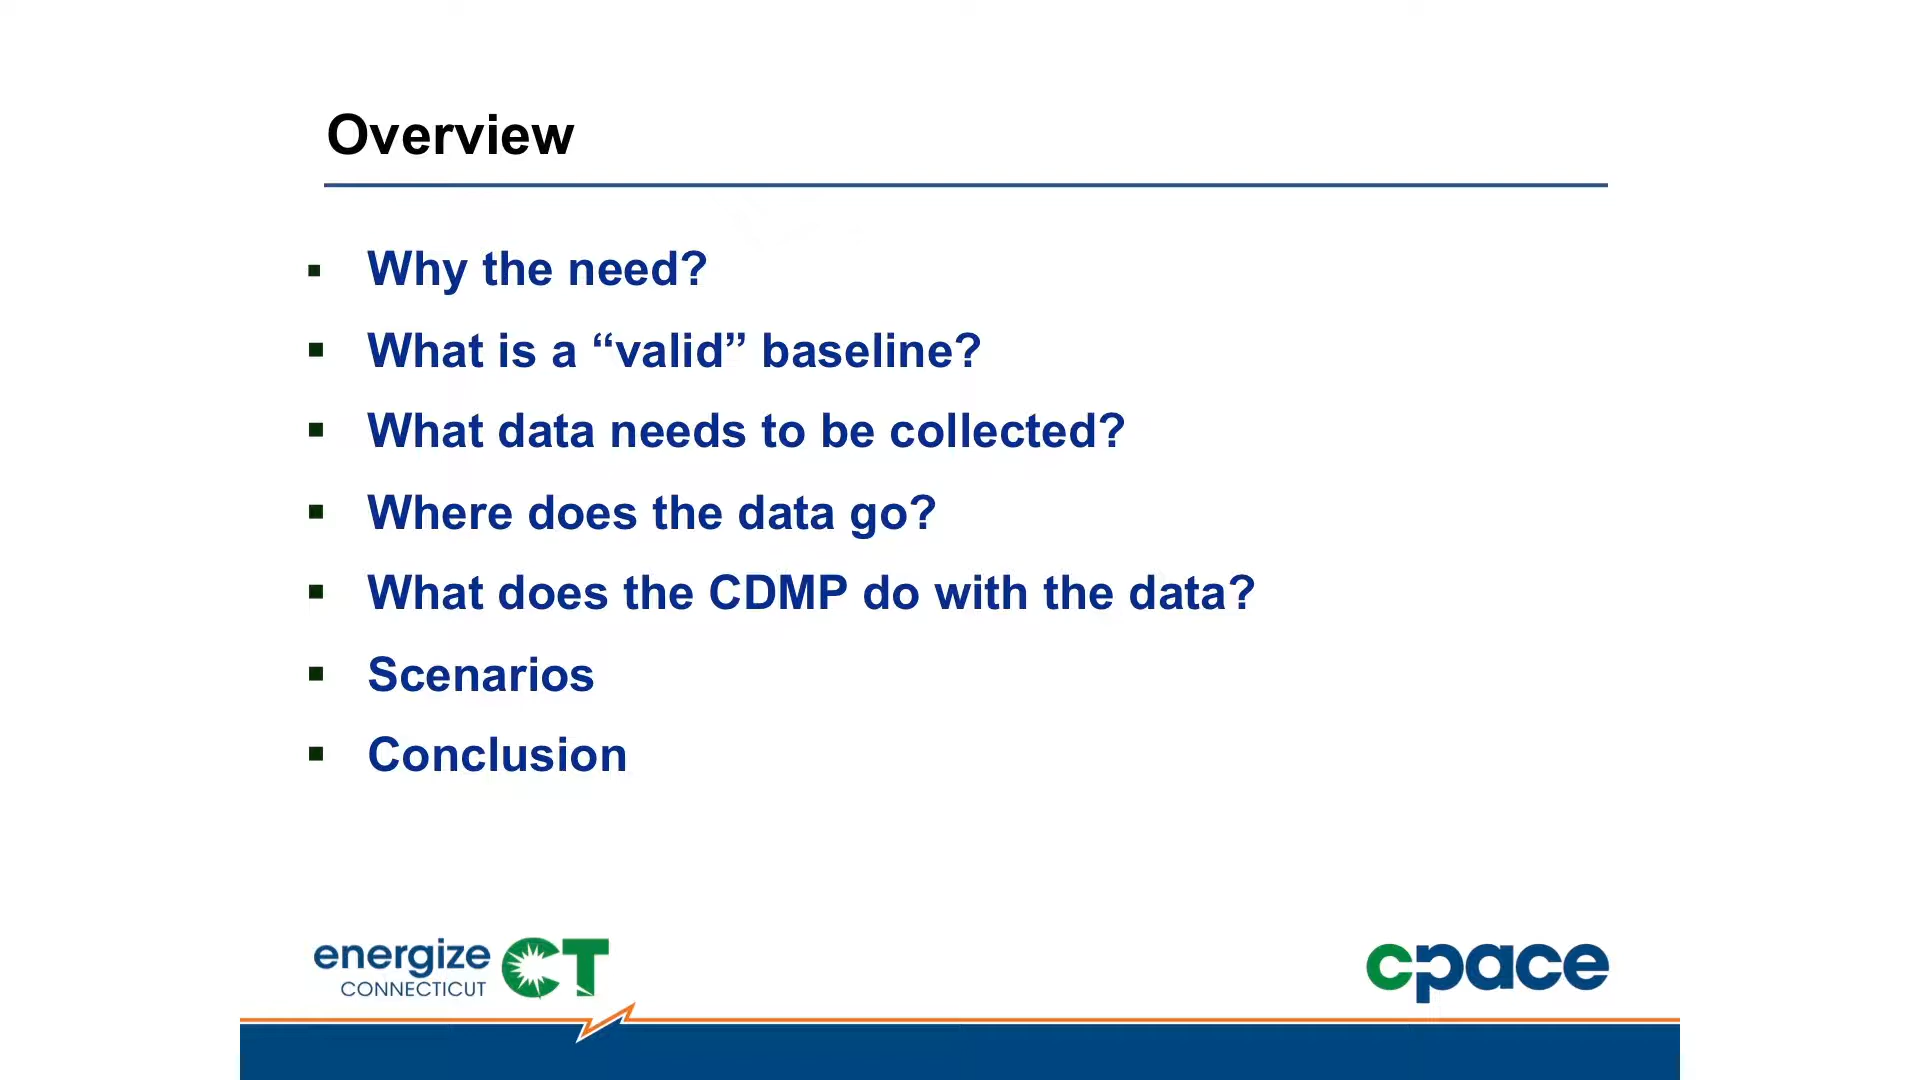 Overview
▪ Why the need?
▪ What is a “valid” baseline?
▪ What data needs to be collected?
▪ Where does the data go?
▪ What does the CDMP do with the data?
▪ Scenarios
▪ Conclusion
energize CT
CONNECTICUT
cpace